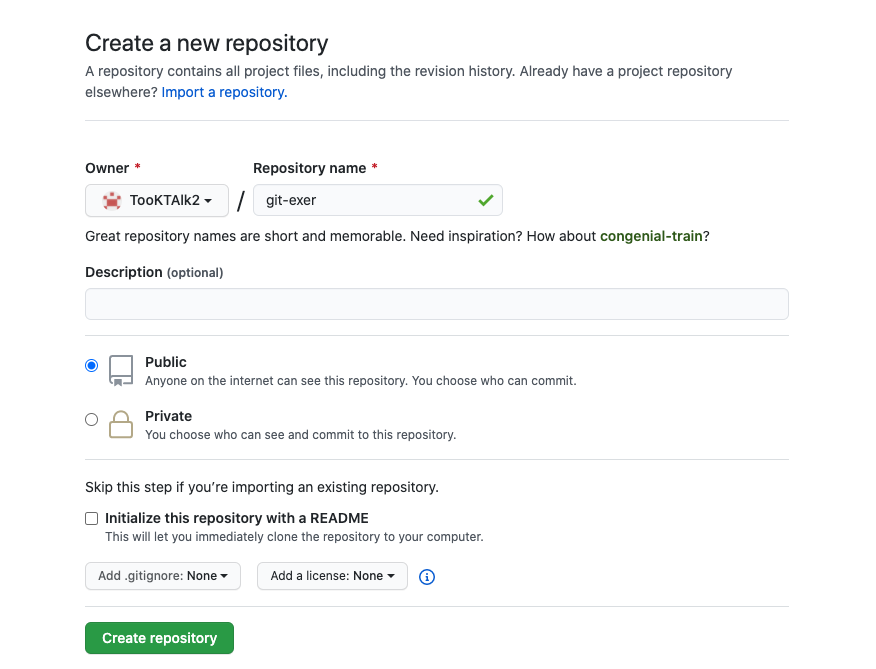 Create a new repository
A repository contains all project files, including the revision history. Already have a project repository
elsewhere? Import a repository.
Owner * Repository name *
TooKTAlk2 / git-exer
Great repository names are short and memorable. Need inspiration? How about congenial-train?
Description (optional)
Public
Anyone on the internet can see this repository. You choose who can commit.
Private
You choose who can see and commit to this repository.
Skip this step if you’re importing an existing repository.
Initialize this repository with a README
This will let you immediately clone the repository to your computer.
Add .gitignore: None Add a license: None
Create repository